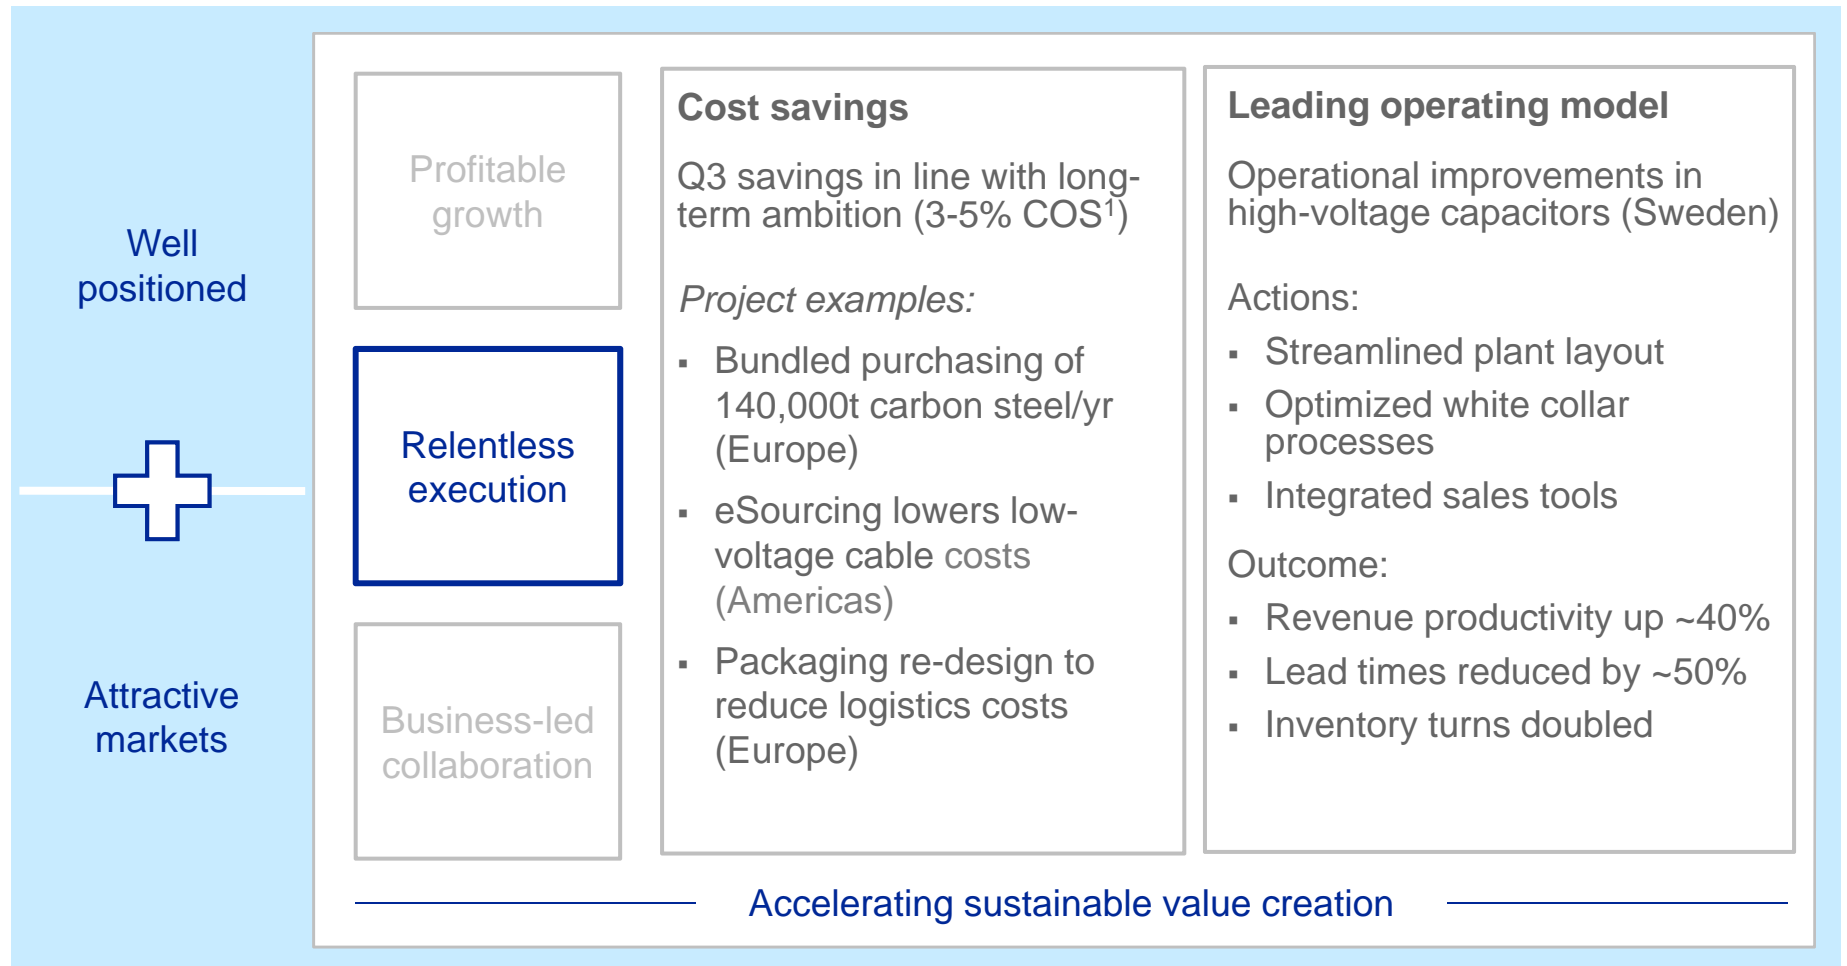 Well
positioned
Attractive
markets
Profitable
growth
Relentless
execution
Business-led
collaboration
Cost savings
Q3 savings in line with long-
term ambition (3-5% COS¹)
Project examples:
▪ Bundled purchasing of
140,000t carbon steel/yr
(Europe)
▪ eSourcing lowers low-
voltage cable costs
(Americas)
▪ Packaging re-design to
reduce logistics costs
(Europe)
Leading operating model
Operational improvements in
high-voltage capacitors (Sweden)
Actions:
▪ Streamlined plant layout
▪ Optimized white collar
processes
▪ Integrated sales tools
Outcome:
▪ Revenue productivity up ~40%
▪ Lead times reduced by ~50%
▪ Inventory turns doubled
Accelerating sustainable value creation